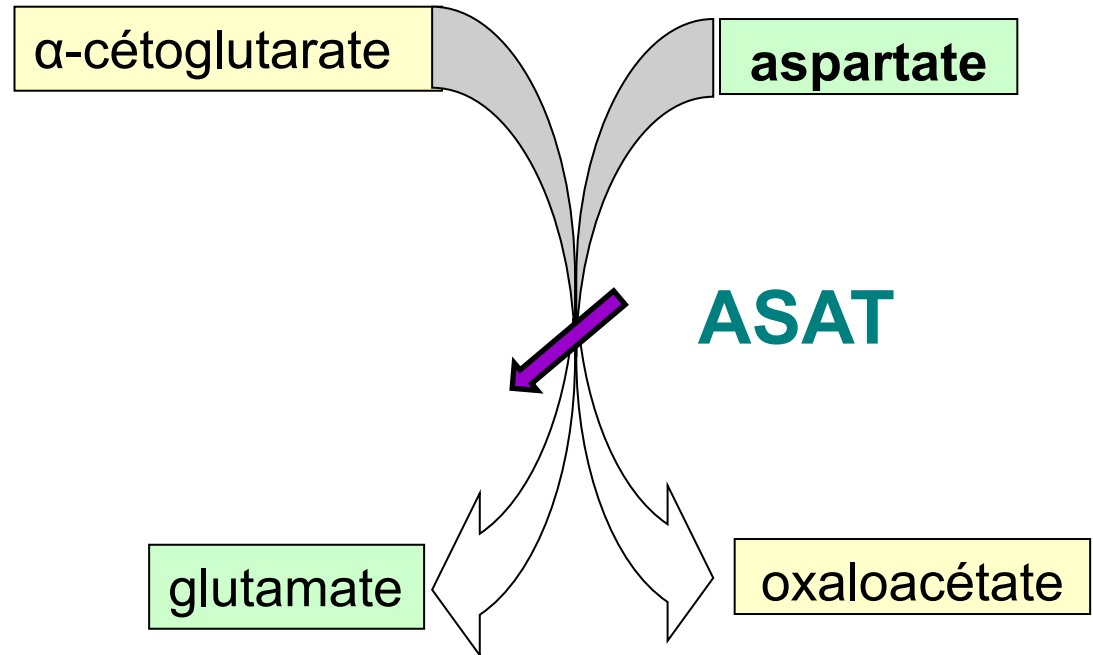 α-cétoglutarate
aspartate
ASAT
glutamate
oxaloacétate